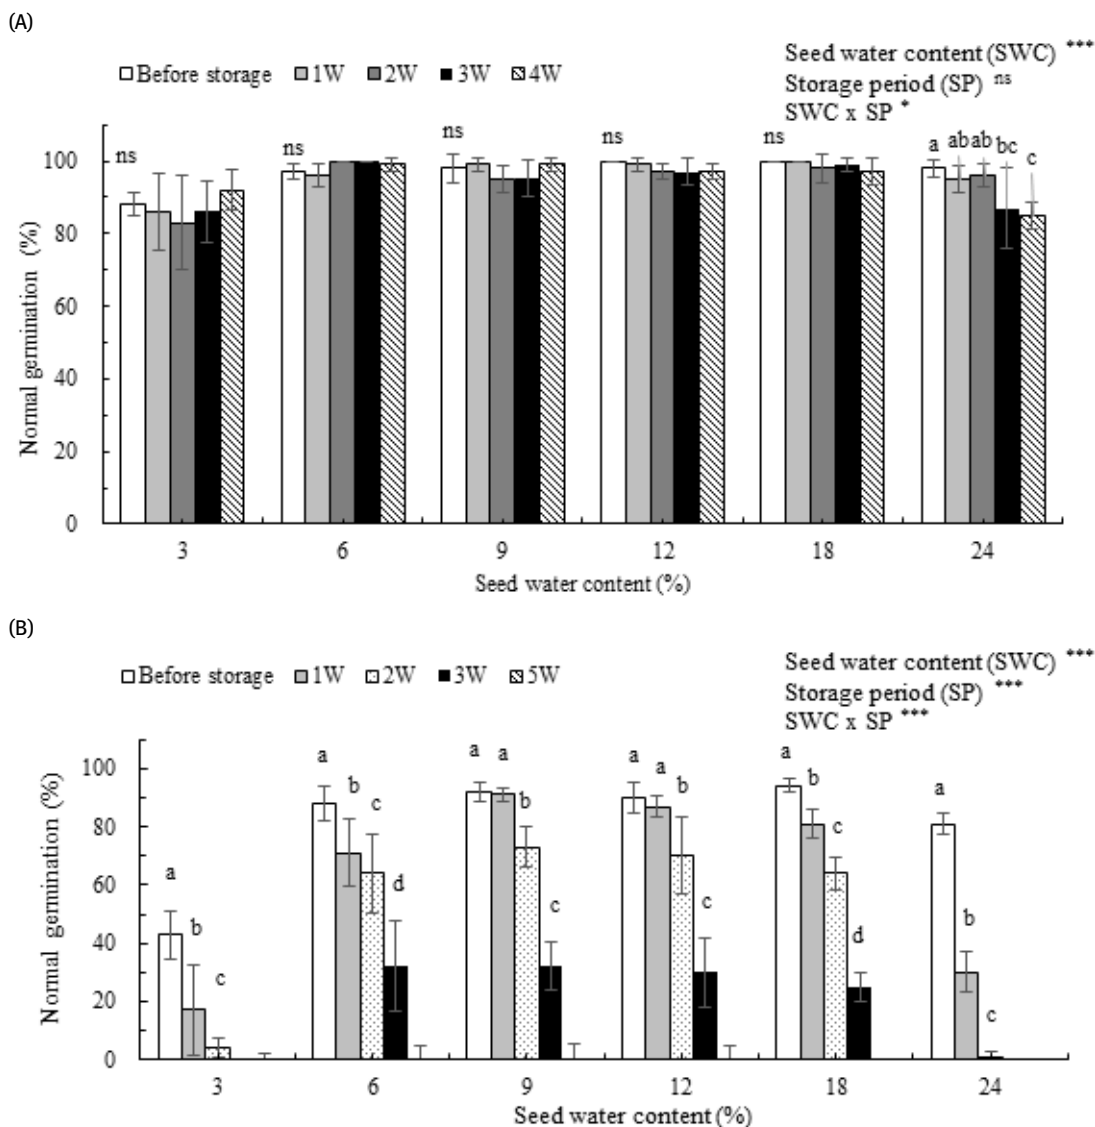 (A)
Seed water content (SWC) ***
□Before storage 1W 2W 3W 4W
Storage period (SP) ns
SWC x SP *
ns ns ns ns ns a ab ab bc c
100
80
60
40
20
0
Normal germination (%)
3 6 9 12 18 24
Seed water content (%)
(B)
Seed water content (SWC) ***
Before storage 1W 2W 3W 5W
Storage period (SP) ***
SWC x SP ***
a b c a b c d a a b c a a b c a b c d a b c
100
80
60
40
20
0
Normal germination (%)
3 6 9 12 18 24
Seed water content (%)